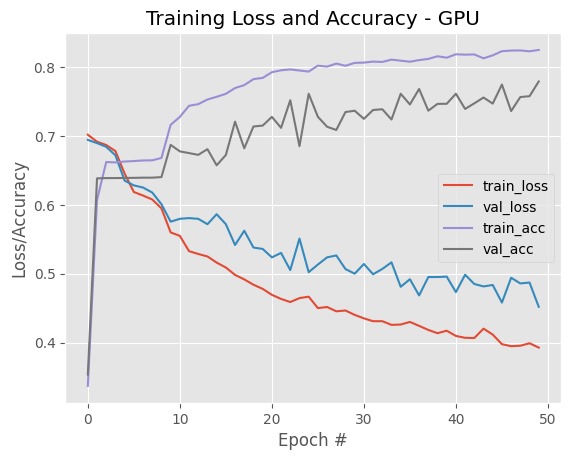 Training Loss and Accuracy - GPU
Loss/Accuracy
0.8
0.7
0.6
0.5
0.4
train_loss
val_loss
train_acc
val_acc
0 10 20 30 40 50
Epoch #